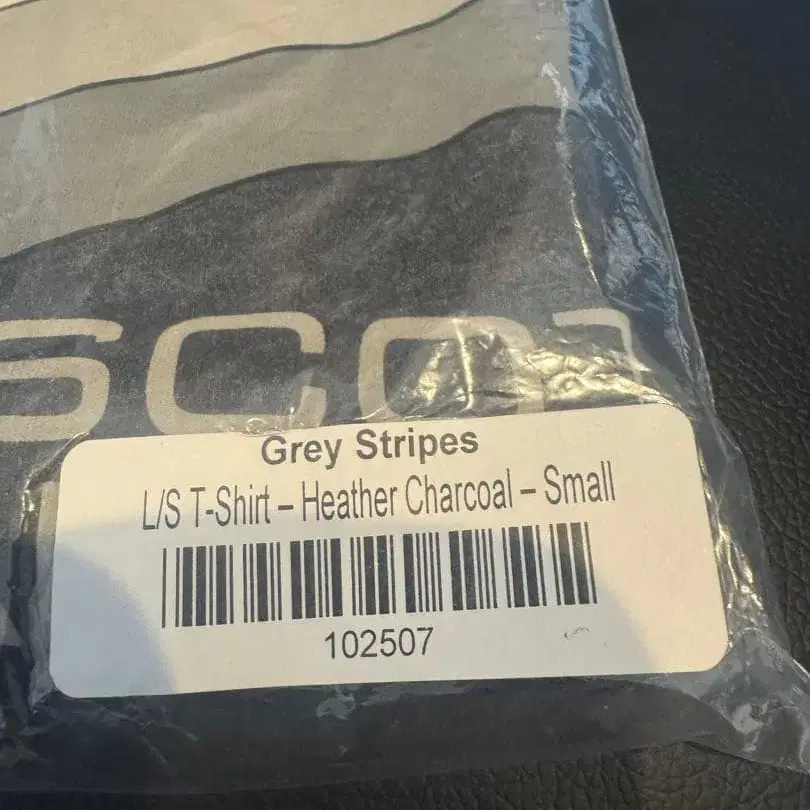 Grey Stripes
L/S T-Shirt – Heather Charcoal – Small
102507